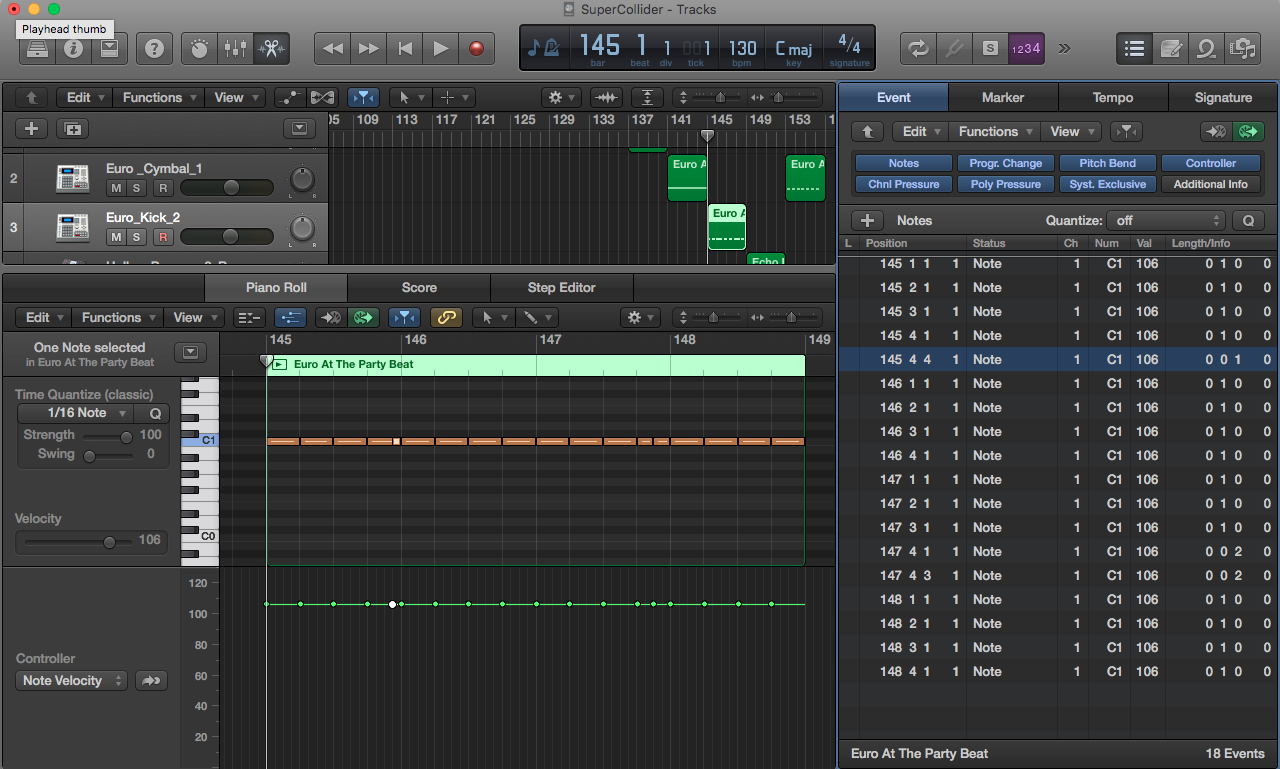 SuperCollider - Tracks
Playhead thumb
145 1 1 001 130 C maj 4/4
bar beat div tick bpm key signature
S 1234
Edit Functions View
05 109 113 117 121 125 129 133 137 141 145 149 153 1
2 Euro _Cymbal_1
M S R L R
Euro A Euro A
3 Euro_Kick_2
M S R L R
Euro A
Echo
Piano Roll Score Step Editor
Edit Functions View
145 146 147 148 149
One Note selected
in Euro At The Party Beat
Euro At The Party Beat
Time Quantize (classic)
1/16 Note Q
Strength 100
Swing 0
C1
Velocity
106
C0
120
100
80
60
40
20
Controller
Note Velocity
Event Marker Tempo Signature
Edit Functions View
Notes Progr. Change Pitch Bend Controller
Chnl Pressure Poly Pressure Syst. Exclusive Additional Info
Notes Quantize: off Q
L Position Status Ch Num Val Length/Info
145 1 1 1 Note 1 C1 106 0 1 0 0
145 2 1 1 Note 1 C1 106 0 1 0 0
145 3 1 1 Note 1 C1 106 0 1 0 0
145 4 1 1 Note 1 C1 106 0 1 0 0
145 4 4 1 Note 1 C1 106 0 0 1 0
146 1 1 1 Note 1 C1 106 0 1 0 0
146 2 1 1 Note 1 C1 106 0 1 0 0
146 3 1 1 Note 1 C1 106 0 1 0 0
146 4 1 1 Note 1 C1 106 0 1 0 0
147 1 1 1 Note 1 C1 106 0 1 0 0
147 2 1 1 Note 1 C1 106 0 1 0 0
147 3 1 1 Note 1 C1 106 0 1 0 0
147 4 1 1 Note 1 C1 106 0 0 2 0
147 4 3 1 Note 1 C1 106 0 0 2 0
148 1 1 1 Note 1 C1 106 0 1 0 0
148 2 1 1 Note 1 C1 106 0 1 0 0
148 3 1 1 Note 1 C1 106 0 1 0 0
148 4 1 1 Note 1 C1 106 0 1 0 0
Euro At The Party Beat 18 Events